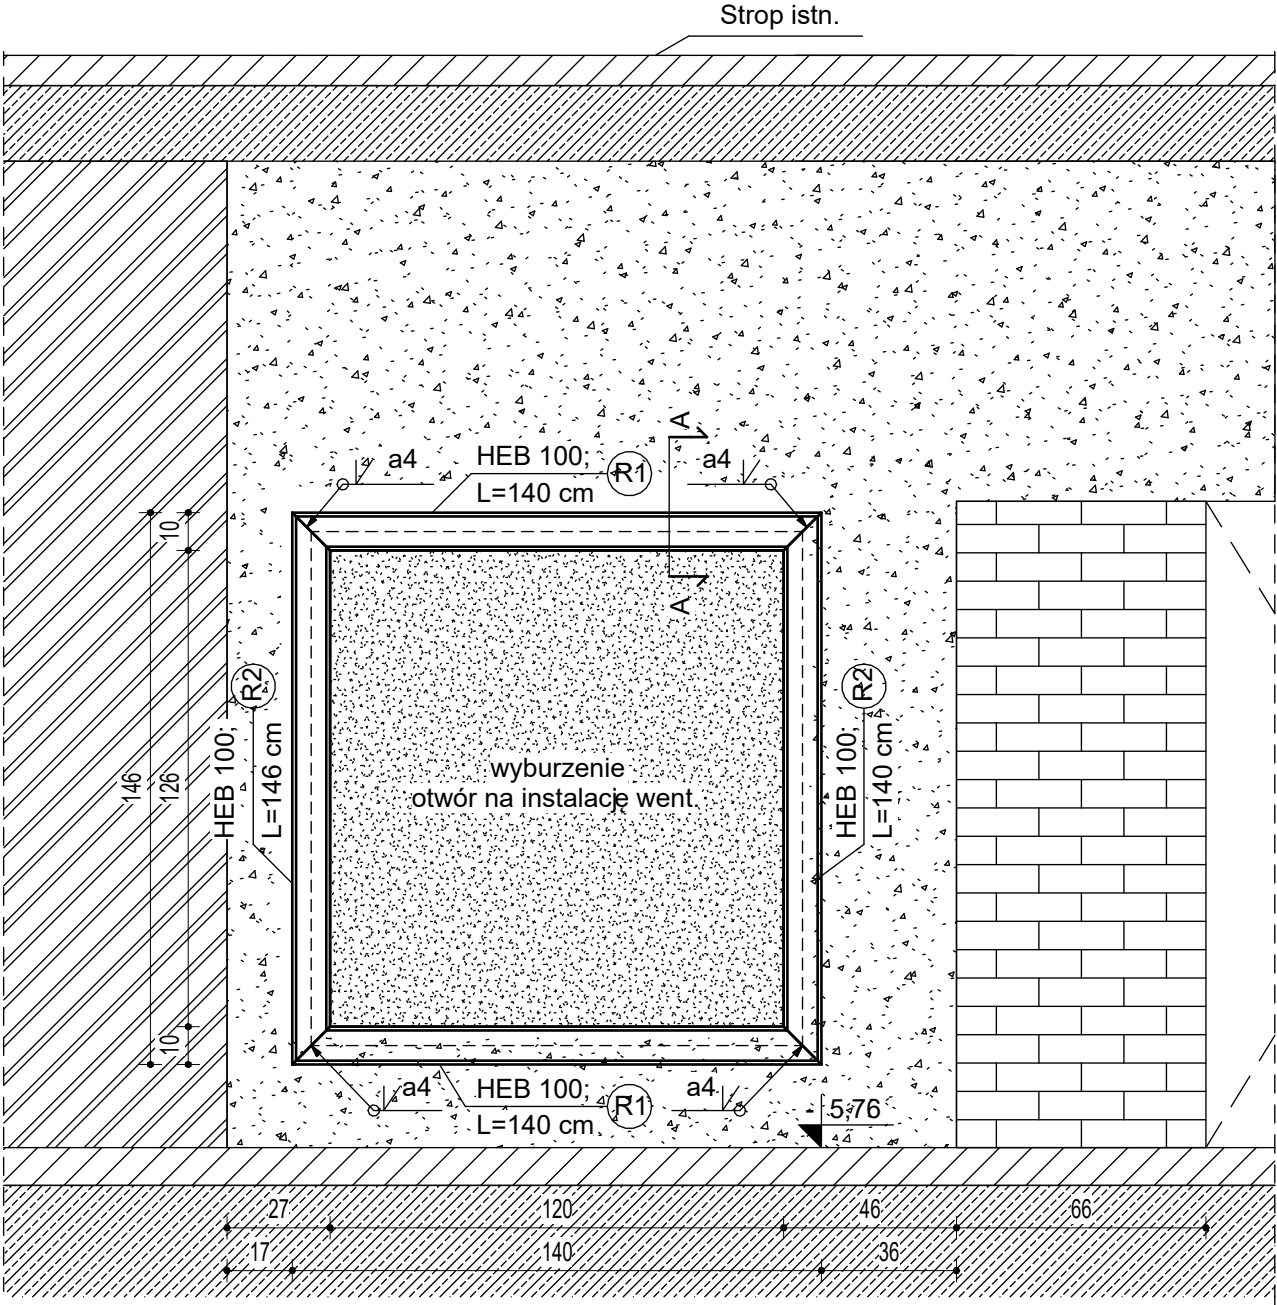 Strop istn.
A
a4
HEB 100;
R1
a4
L=140 cm
10
A
R2
R2
HEB 100;
L=146 cm
HEB 100;
L=140 cm
146
126
wyburzenie
otwór na instalację went.
10
a4
HEB 100;
R1
a4
L=140 cm
5,76
27
120
46
66
17
140
36